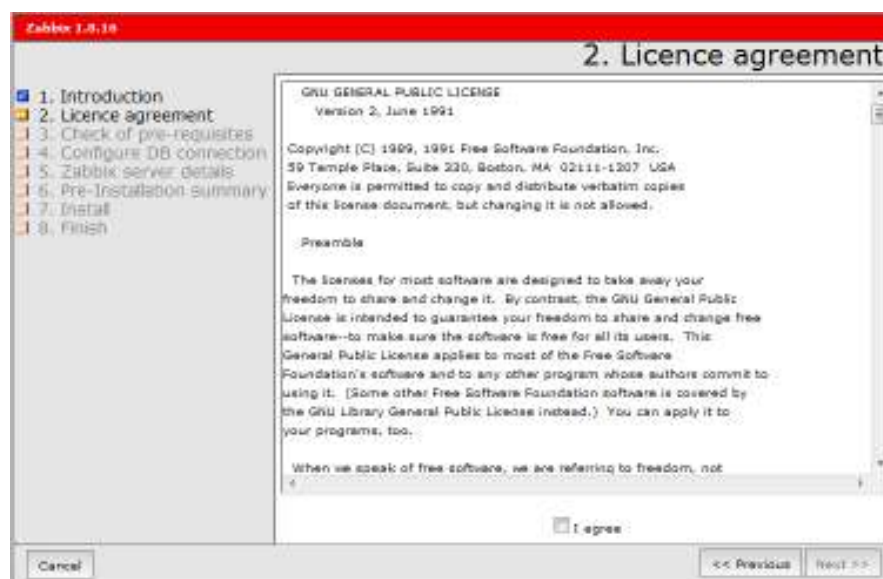 Zabbix 1.8.16
2. Licence agreement
1. Introduction
2. Licence agreement
3. Check of pre-requisites
4. Configure DB connection
5. Zabbix server details
6. Pre-Installation summary
7. Install
8. Finish
GNU GENERAL PUBLIC LICENSE
Version 2, June 1991
Copyright (C) 1989, 1991 Free Software Foundation, Inc.
59 Temple Place, Suite 330, Boston, MA 02111-1307 USA
Everyone is permitted to copy and distribute verbatim copies
of this license document, but changing it is not allowed.
Preamble
The licenses for most software are designed to take away your
freedom to share and change it. By contrast, the GNU General Public
License is intended to guarantee your freedom to share and change free
software--to make sure the software is free for all its users. This
General Public License applies to most of the Free Software
Foundation's software and to any other program whose authors commit to
using it. (Some other Free Software Foundation software is covered by
the GNU Library General Public License instead.) You can apply it to
your programs, too.
When we speak of free software, we are referring to freedom, not
I agree
Cancel
<< Previous
Next >>